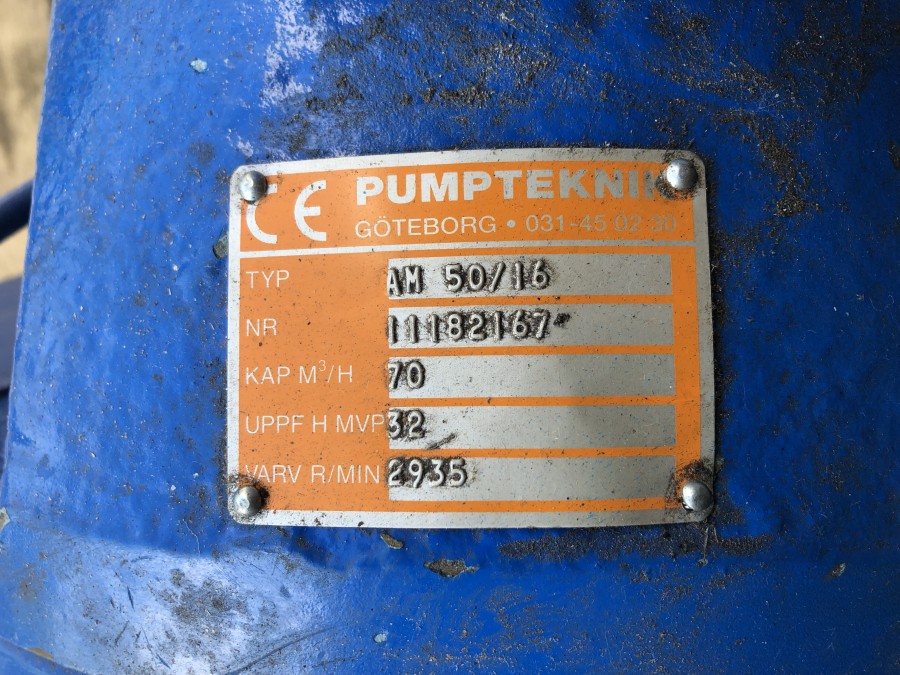 CE PUMPTEKNIK
GÖTEBORG • 031-45 02 30
TYP AM 50/16
NR 11182167
KAP M³/H 70
UPPF H MVP 32
VARV R/MIN 2935